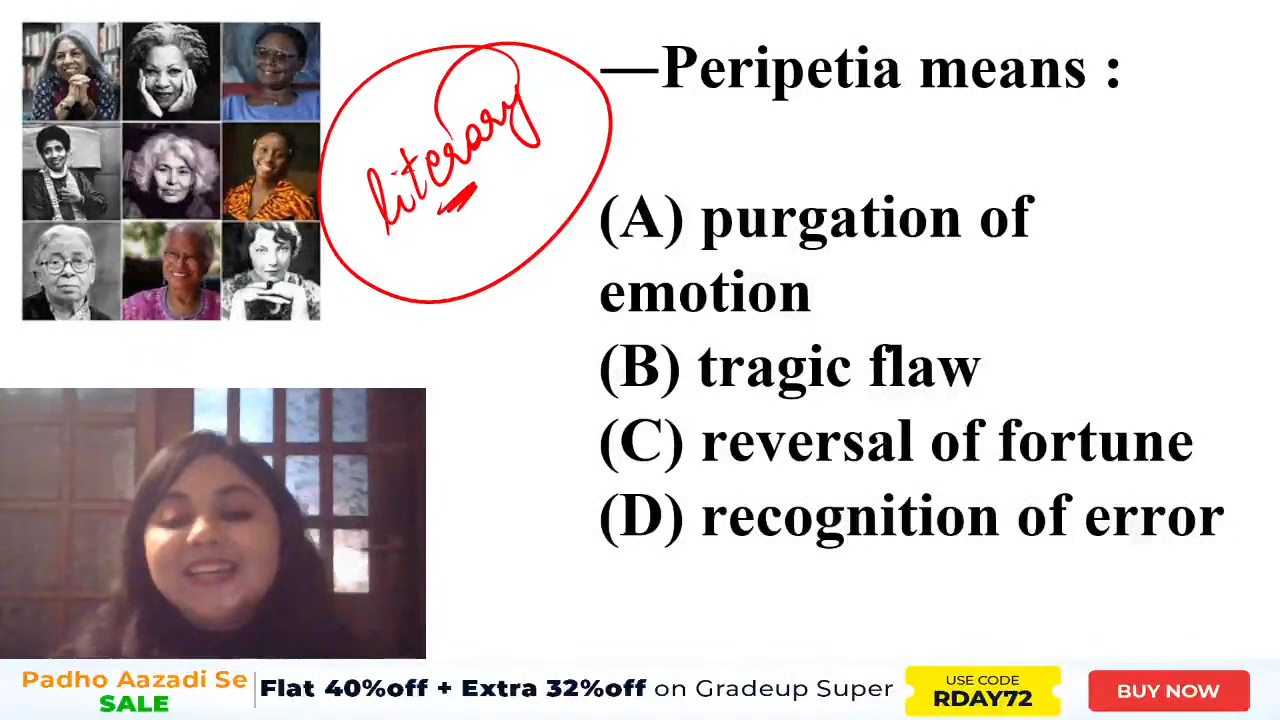 literary
—Peripetia means :
(A) purgation of
emotion
(B) tragic flaw
(C) reversal of fortune
(D) recognition of error
Padho Aazadi Se
SALE
Flat 40%off + Extra 32%off on Gradeup Super
USE CODE
RDAY72
BUY NOW